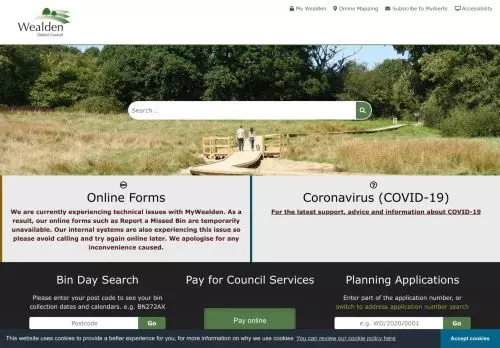 My Wealden Online Mapping Subscribe to MyAlerts Accessibility
Wealden
District Council
Search...
Online Forms
We are currently experiencing technical issues with MyWealden. As a
result, our online forms such as Report a Missed Bin are temporarily
unavailable. Our internal systems are also experiencing this issue so
please avoid calling and try again online later. We apologise for any
inconvenience caused.
Coronavirus (COVID-19)
For the latest support, advice and information about COVID-19
Bin Day Search
Please enter your post code to see your bin
collection dates and calendars. e.g. BN272AX
Postcode Go
Pay for Council Services
Pay online
Planning Applications
Enter part of the application number, or
switch to address application number search
e.g. WD/2020/0001 Go
This website uses cookies to provide a better experience for you, for more information on why we use cookies You can review our cookie policy here
Accept cookies